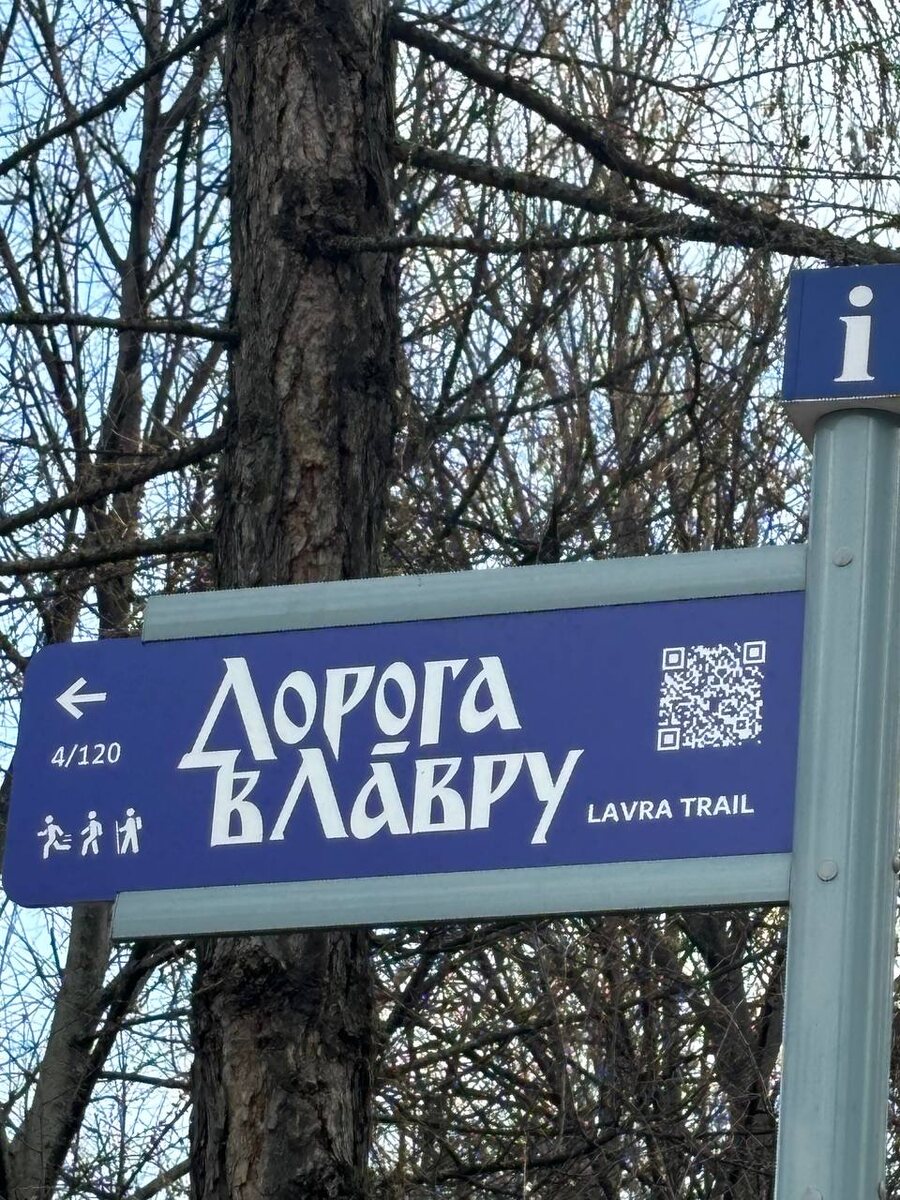 i
4/120
Дорога
в Лавру
LAVRA TRAIL